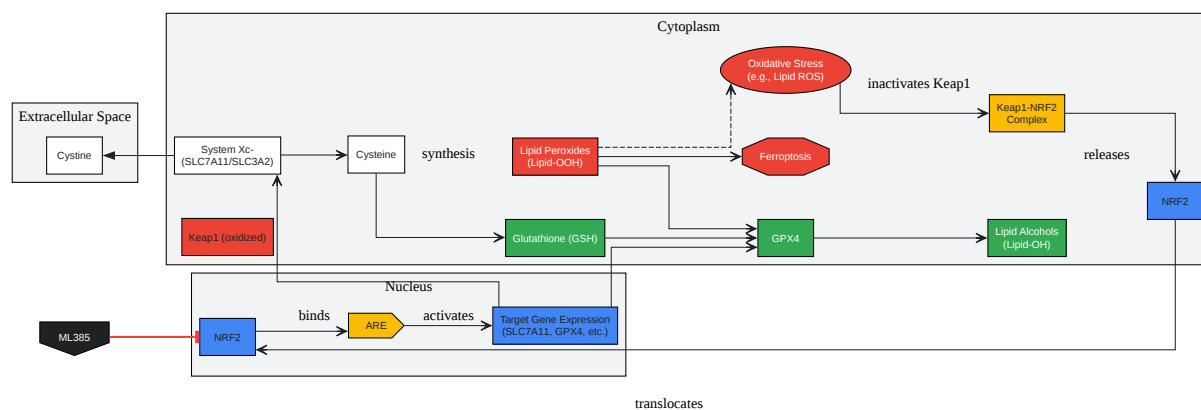 Cytoplasm
Oxidative Stress
(e.g., Lipid ROS)
inactivates Keap1
Keap1-NRF2
Complex
Extracellular Space
Cystine
System Xc-
(SLC7A11/SLC3A2)
Cysteine
synthesis
Lipid Peroxides
(Lipid-OOH)
Ferroptosis
releases
NRF2
Keap1 (oxidized)
Glutathione (GSH)
GPX4
Lipid Alcohols
(Lipid-OH)
Nucleus
ML385
NRF2
binds
ARE
activates
Target Gene Expression
(SLC7A11, GPX4, etc.)
translocates